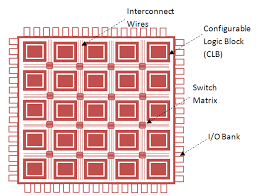 Interconnect
Wires
Configurable
Logic Block
(CLB)
Switch
Matrix
I/O Bank